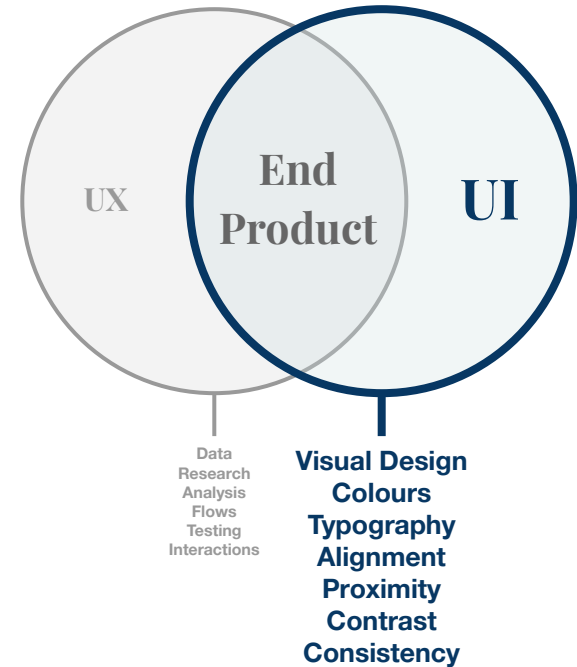 UX
End
Product
UI
Data
Research
Analysis
Flows
Testing
Interactions
Visual Design
Colours
Typography
Alignment
Proximity
Contrast
Consistency